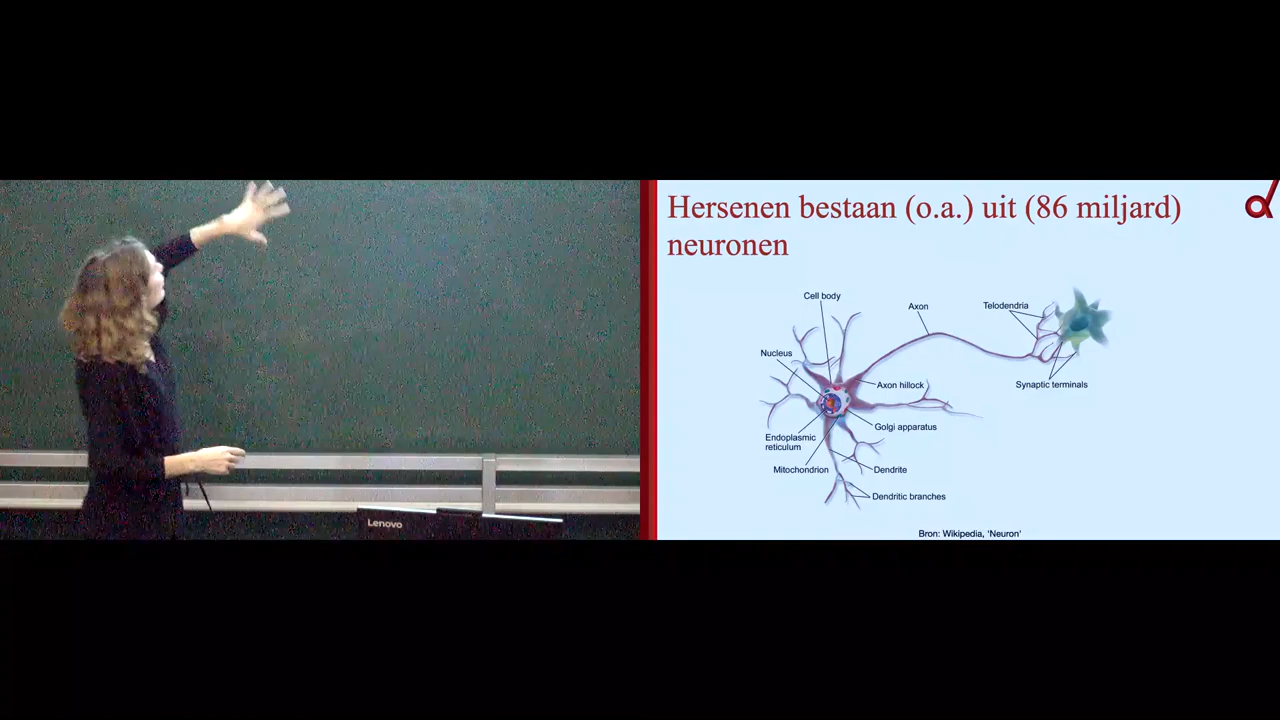 Hersenen bestaan (o.a.) uit (86 miljard)
neuronen
Cell body
Axon
Telodendria
Nucleus
Axon hillock
Synaptic terminals
Golgi apparatus
Endoplasmic
reticulum
Mitochondrion
Dendrite
Dendritic branches
Bron: Wikipedia, 'Neuron'
Lenovo